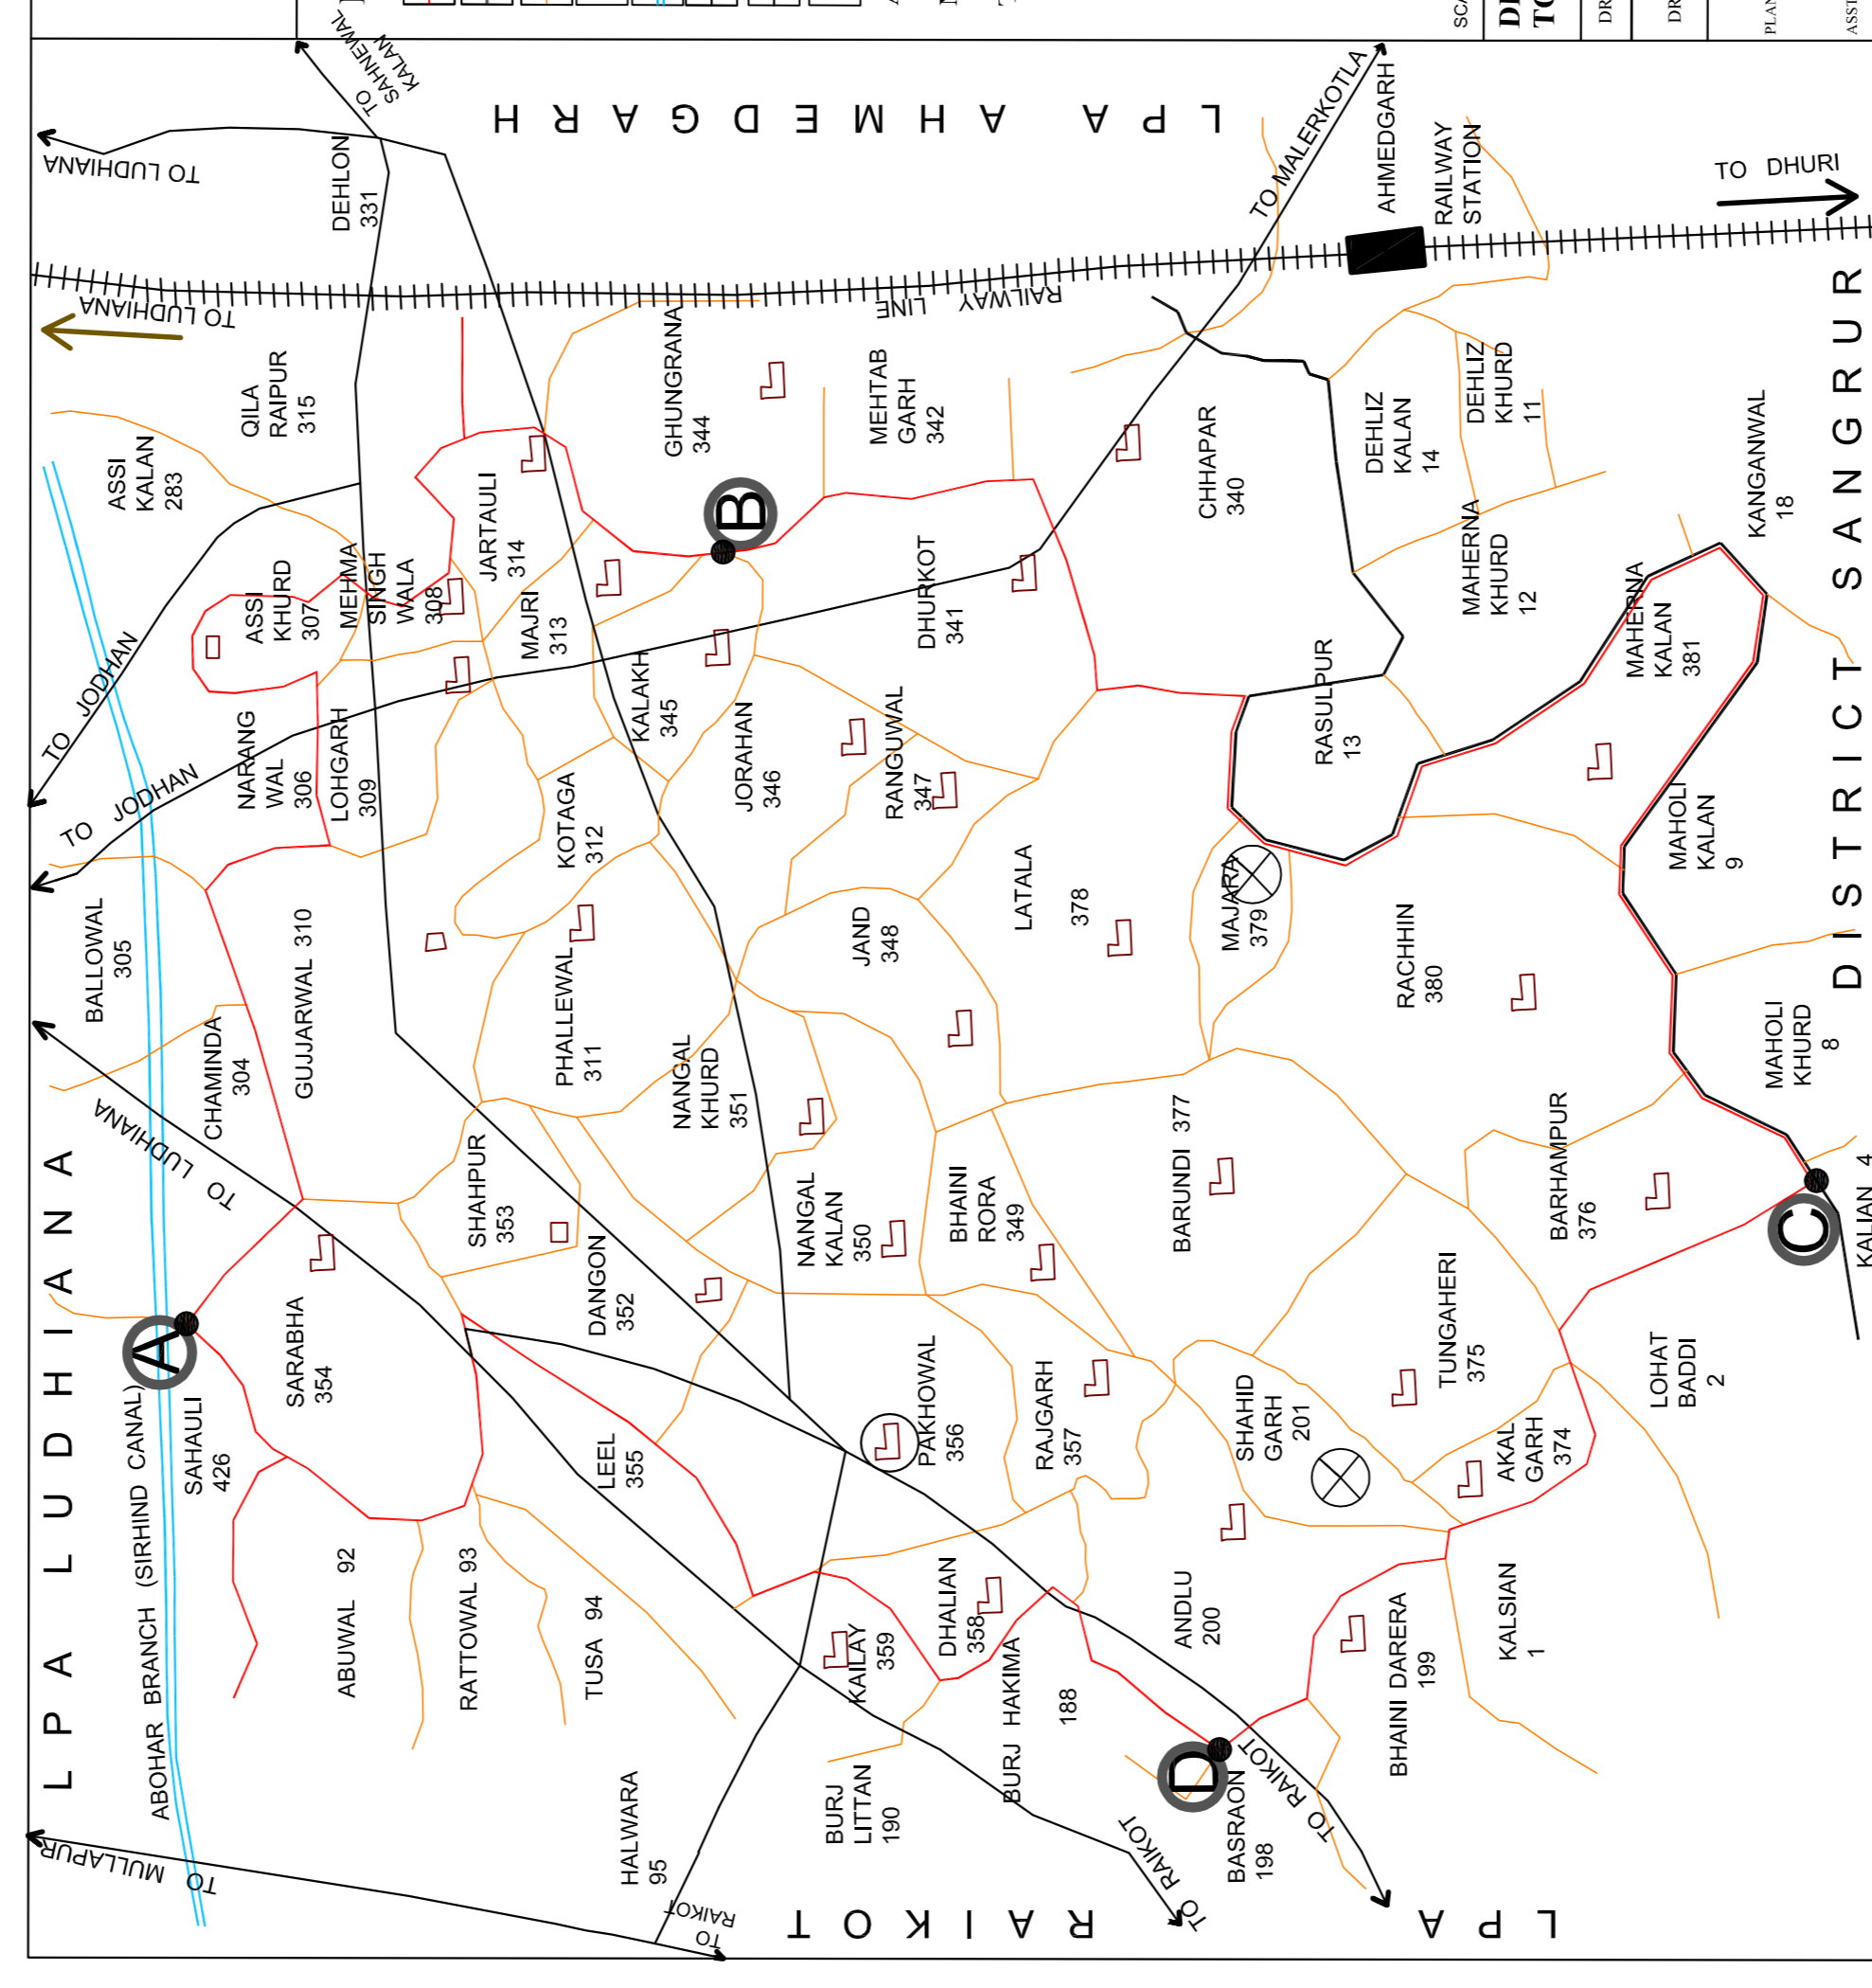 LPA LUDHIANA
ABOHAR BRANCH (SIRHIND CANAL)
TO MULLAPUR
TO LUDHIANA
TO JODHAN
TO JODHAN
TO LUDHIANA
TO LUDHIANA
TO
SAHNEWAL
KALAN
LPA AHMEDGARH
RAILWAY LINE
TO MALERKOTLA
AHMEDGARH
RAILWAY
STATION
TO DHURI
DISTRICT SANGRUR
LPA RAIKOT
TO
RAIKOT
TO RAIKOT
TO RAIKOT
A
B
C
D
DEHLON
331
QILA
RAIPUR
315
ASSI
KALAN
283
ASSI
KHURD
307
MEHMA
SINGH
WALA
308
JARTAULI
314
MAJRI
313
GHUNGRANA
344
MEHTAB
GARH
342
CHHAPAR
340
DEHLIZ
KALAN
14
DEHLIZ
KHURD
11
KANGANWAL
18
MAHERNA
KHURD
12
MAHERNA
KALAN
381
RASULPUR
13
DHURKOT
341
KALAKH
345
JORAHAN
346
RANGUWAL
347
NARANG
WAL
306
LOHGARH
309
KOTAGA
312
BALLOWAL
305
CHAMINDA
304
GUJJARWAL 310
PHALLEWAL
311
NANGAL
KHURD
351
JAND
348
LATALA
378
MAJARA
379
RACHHIN
380
MAHOLI
KALAN
9
MAHOLI
KHURD
8
KALIAN 4
SHAHPUR
353
DANGON
352
NANGAL
KALAN
350
BHAINI
RORA
349
BARUNDI 377
BARHAMPUR
376
TUNGAHERI
375
LOHAT
BADDI
2
SAHAULI
426
SARABHA
354
LEEL
355
PAKHOWAL
356
RAJGARH
357
SHAHID
GARH
201
AKAL
GARH
374
ABUWAL 92
RATTOWAL 93
TUSA 94
KAILAY
359
DHALIAN
358
ANDLU
200
BHAINI DARERA
199
KALSIAN
1
HALWARA
95
BURJ
LITTAN
190
BURJ HAKIMA
188
BASRAON
198